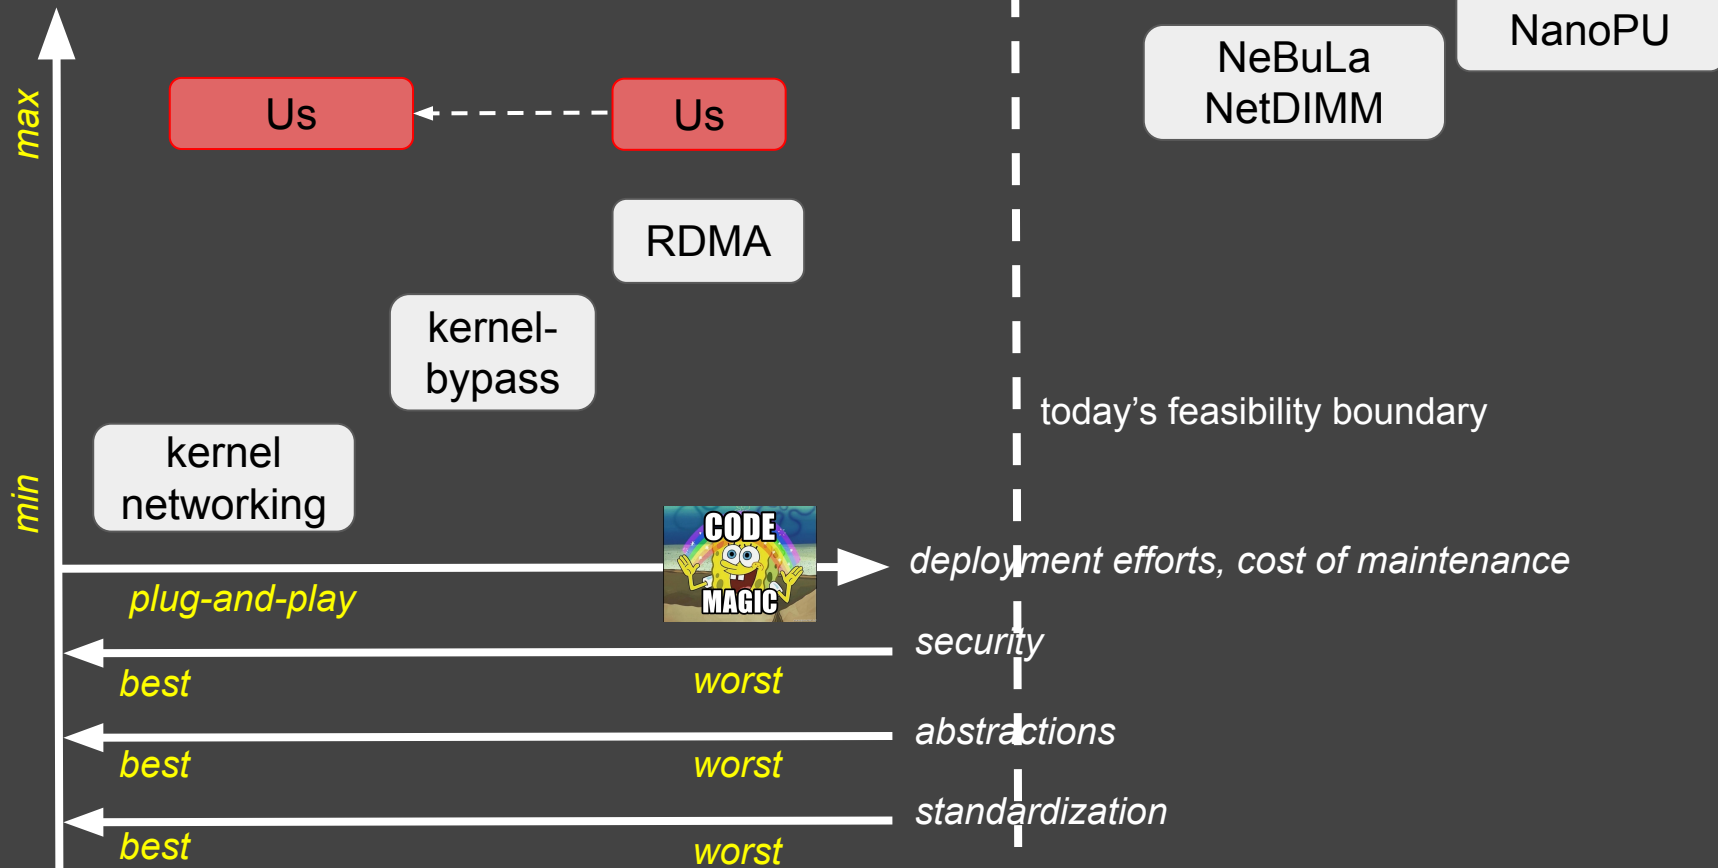 NanoPU
NeBuLa
NetDIMM
max
Us
Us
RDMA
kernel-
bypass
today's feasibility boundary
kernel
networking
min
CODE
MAGIC
deployment efforts, cost of maintenance
plug-and-play
security
best
worst
abstractions
best
worst
standardization
best
worst